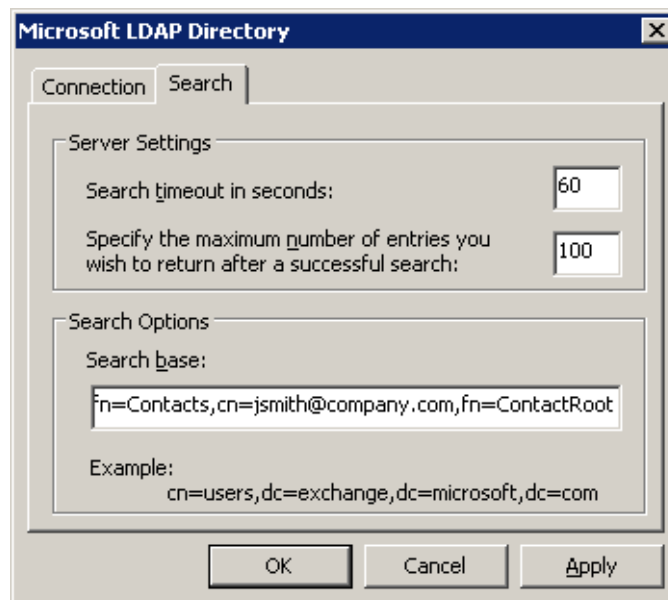 Microsoft LDAP Directory
Connection
Search
Server Settings
Search timeout in seconds:
60
Specify the maximum number of entries you
wish to return after a successful search:
100
Search Options
Search base:
fn=Contacts,cn=jsmith@company.com,fn=ContactRoot
Example:
cn=users,dc=exchange,dc=microsoft,dc=com
OK
Cancel
Apply